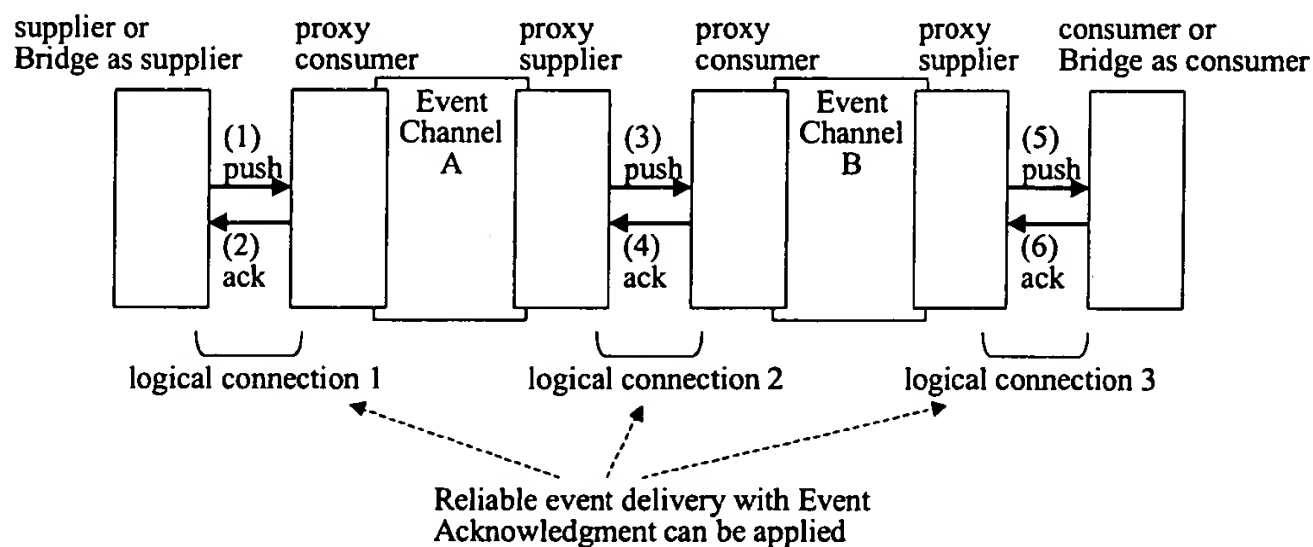 supplier or
Bridge as supplier
proxy
consumer
proxy
supplier
proxy
consumer
proxy
supplier
consumer or
Bridge as consumer
Event
Channel
A
Event
Channel
B
(1)
push
(2)
ack
(3)
push
(4)
ack
(5)
push
(6)
ack
logical connection 1
logical connection 2
logical connection 3
Reliable event delivery with Event
Acknowledgment can be applied